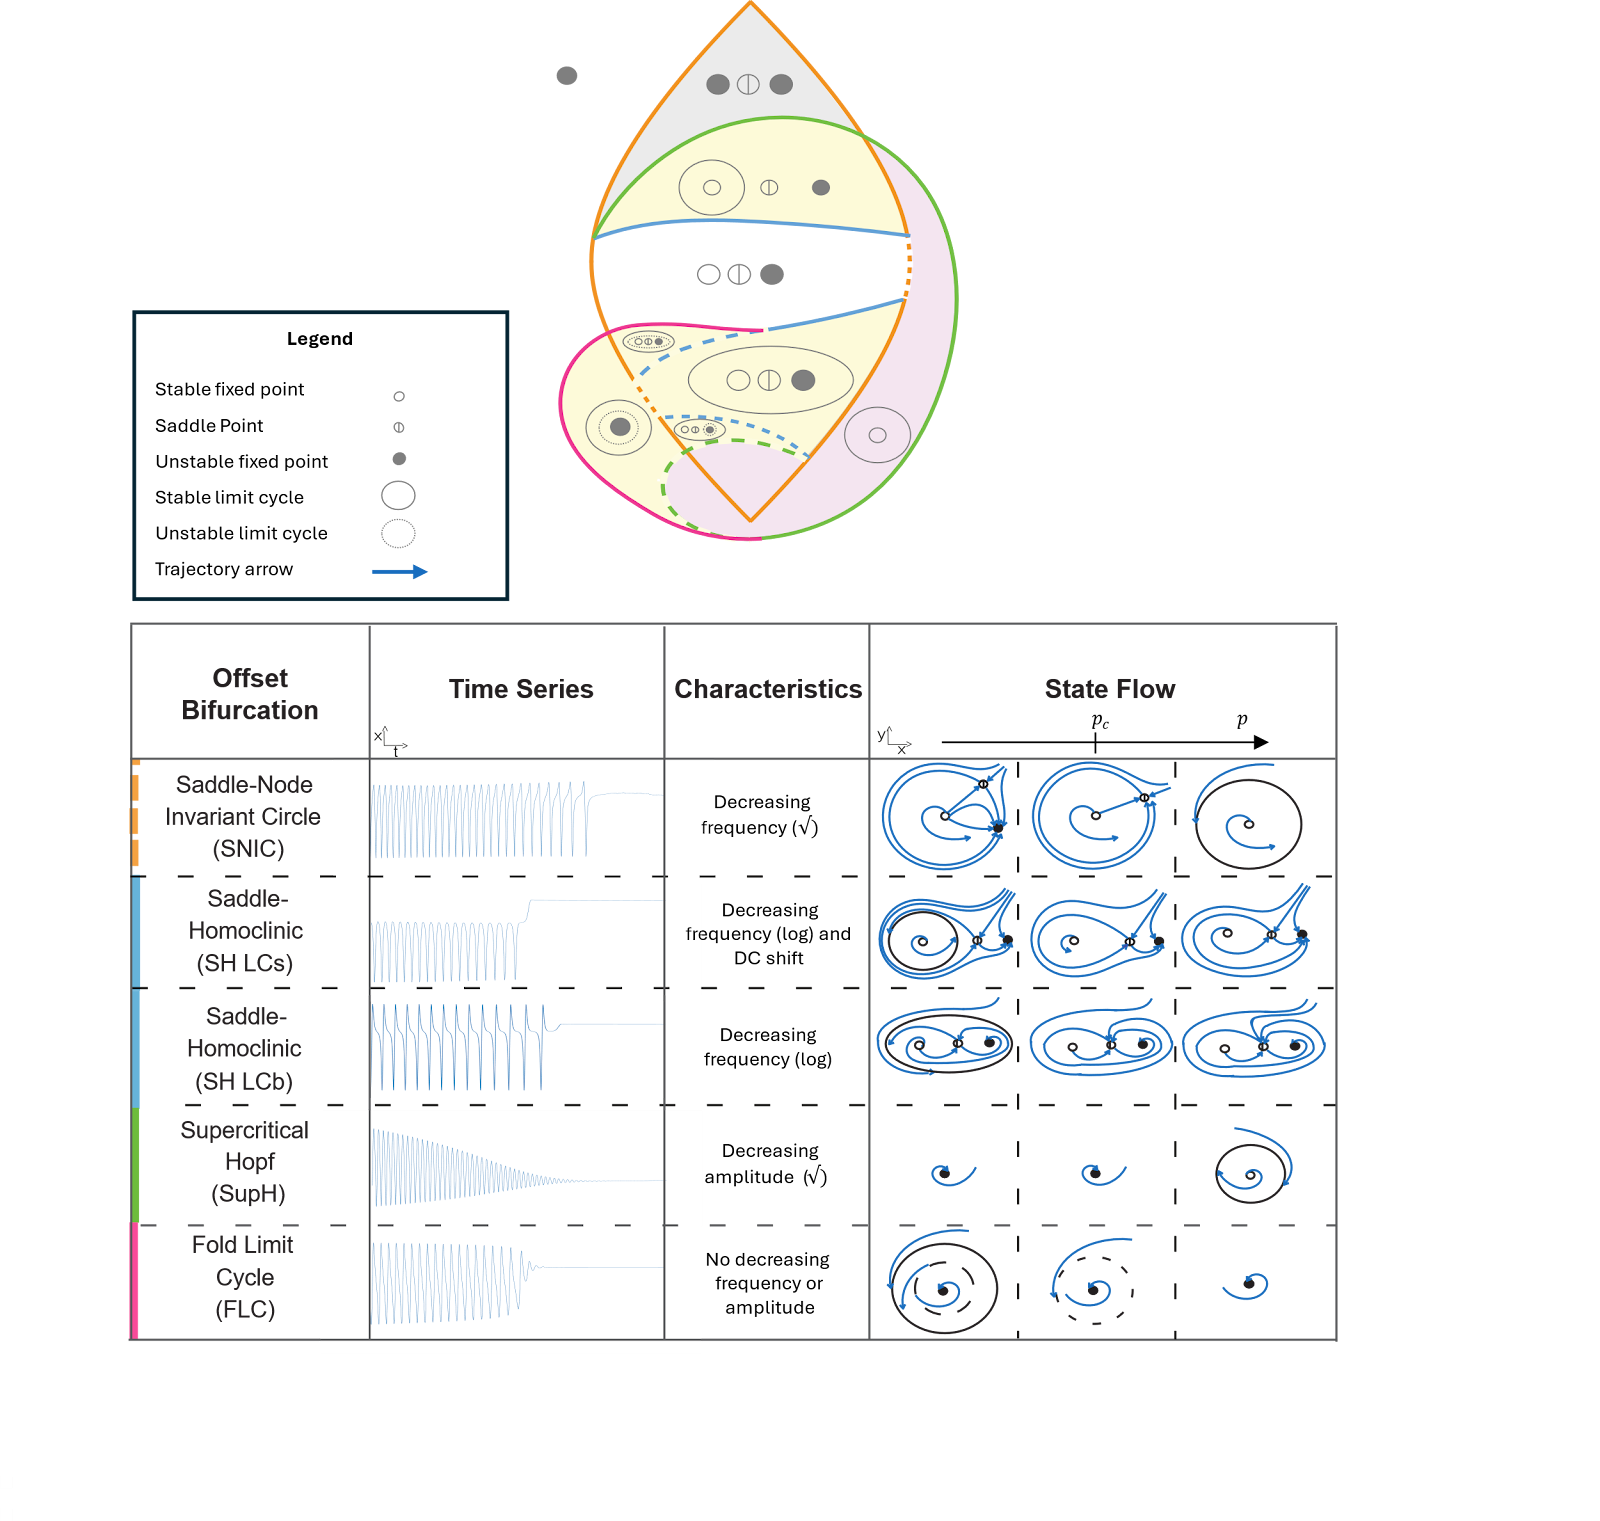 Legend
Stable fixed point
Saddle Point
Unstable fixed point
Stable limit cycle
Unstable limit cycle
Trajectory arrow
Offset
Bifurcation
Time Series
Characteristics
State Flow
x
t
y
x
p_c
p
Saddle-Node
Invariant Circle
(SNIC)
Decreasing
frequency (√)
Saddle-
Homoclinic
(SH LCs)
Decreasing
frequency (log) and
DC shift
Saddle-
Homoclinic
(SH LCb)
Decreasing
frequency (log)
Supercritical
Hopf
(SupH)
Decreasing
amplitude (√)
Fold Limit
Cycle
(FLC)
No decreasing
frequency or
amplitude